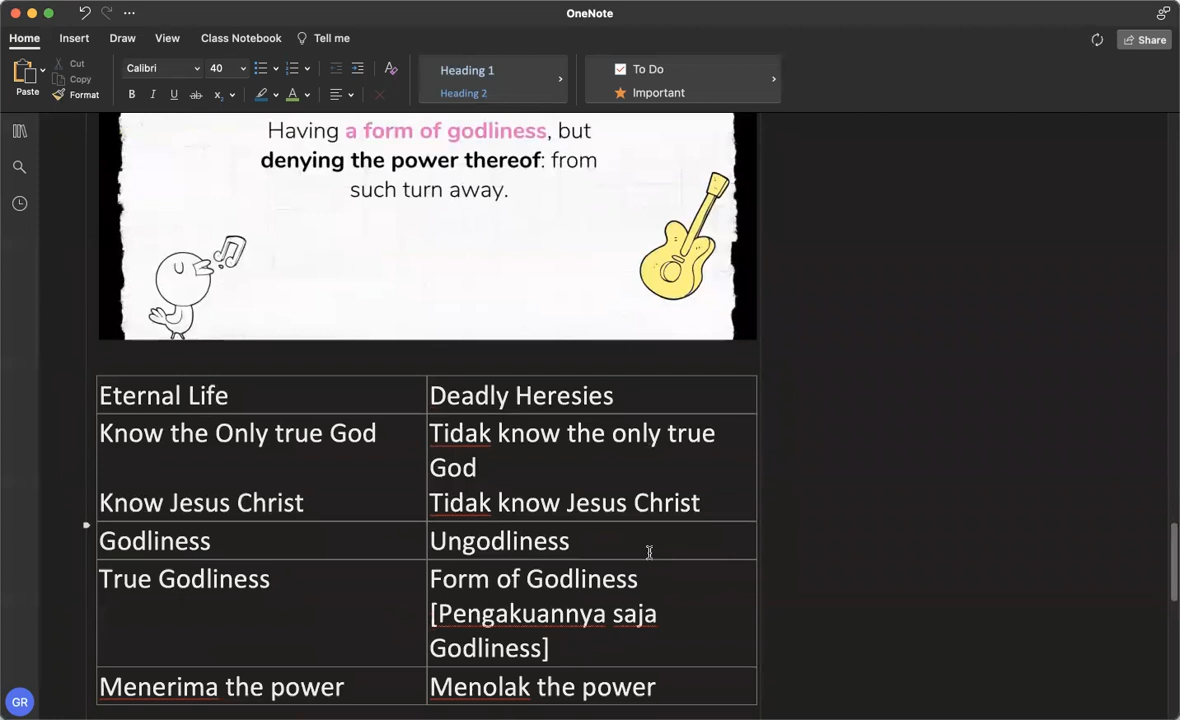 OneNote
Home Insert Draw View Class Notebook Tell me
Share
Paste
Cut
Copy
Format
Calibri 40
Heading 1
Heading 2
To Do
Important
Having a form of godliness, but
denying the power thereof: from
such turn away.
Eternal Life
Deadly Heresies
Know the Only true God
Know Jesus Christ
Tidak know the only true
God
Tidak know Jesus Christ
Godliness
Ungodliness
True Godliness
Form of Godliness
[Pengakuannya saja
Godliness]
Menerima the power
Menolak the power
GR